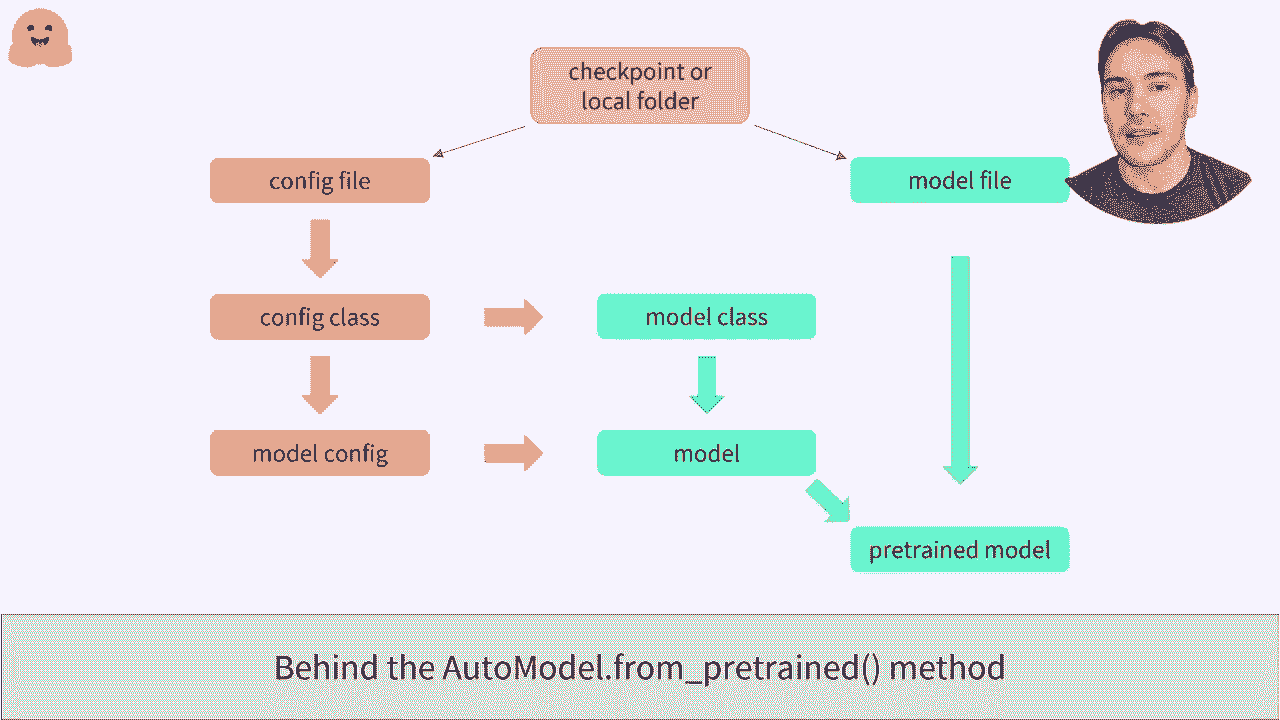 checkpoint or
local folder
config file
model file
config class
model class
model config
model
pretrained model
Behind the AutoModel.from_pretrained() method